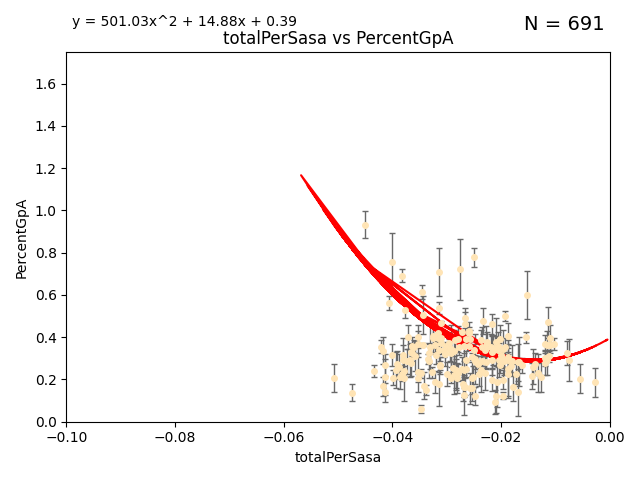 y = 501.03x^2 + 14.88x + 0.39
N = 691
totalPerSasa vs PercentGpA
PercentGpA
1.6
1.4
1.2
1.0
0.8
0.6
0.4
0.2
0.0
−0.10 −0.08 −0.06 −0.04 −0.02 0.00
totalPerSasa